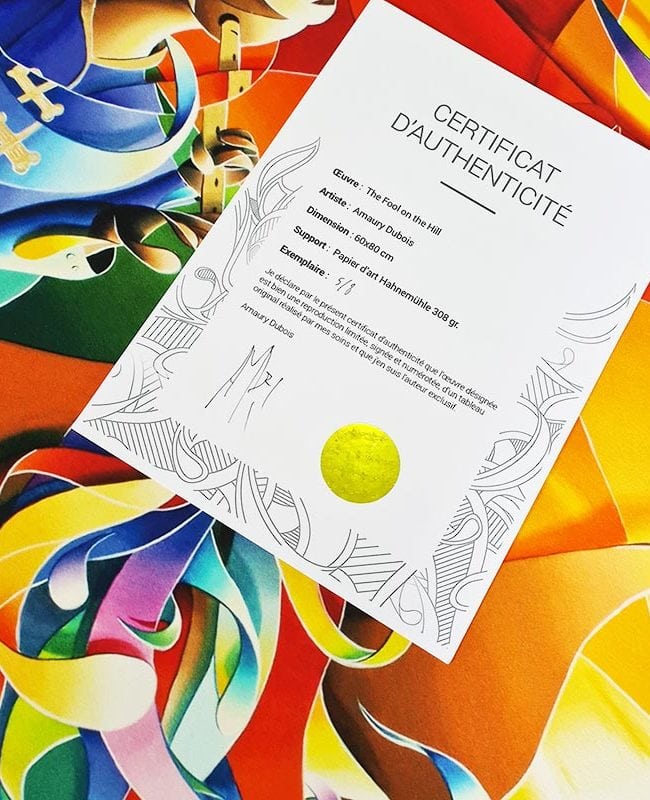 CERTIFICAT
D'AUTHENTICITÉ
Œuvre : The Fool on the Hill
Artiste : Amaury Dubois
Dimension : 60x80 cm
Support : Papier d'art Hahnemühle 308 gr.
Exemplaire : 5/8
Je déclare par le présent certificat d'authenticité que l'œuvre désignée
est bien une reproduction limitée, signée et numérotée, d'un tableau
original réalisé par mes soins et que j'en suis l'auteur exclusif.
Amaury Dubois